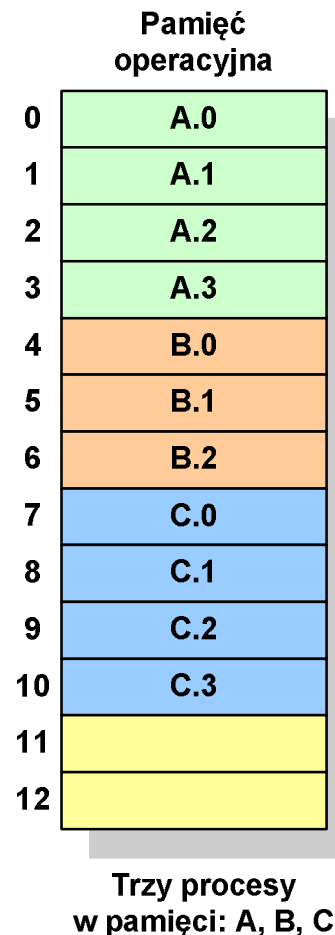 Pamięć
operacyjna
0 A.0
1 A.1
2 A.2
3 A.3
4 B.0
5 B.1
6 B.2
7 C.0
8 C.1
9 C.2
10 C.3
11
12
Trzy procesy
w pamięci: A, B, C